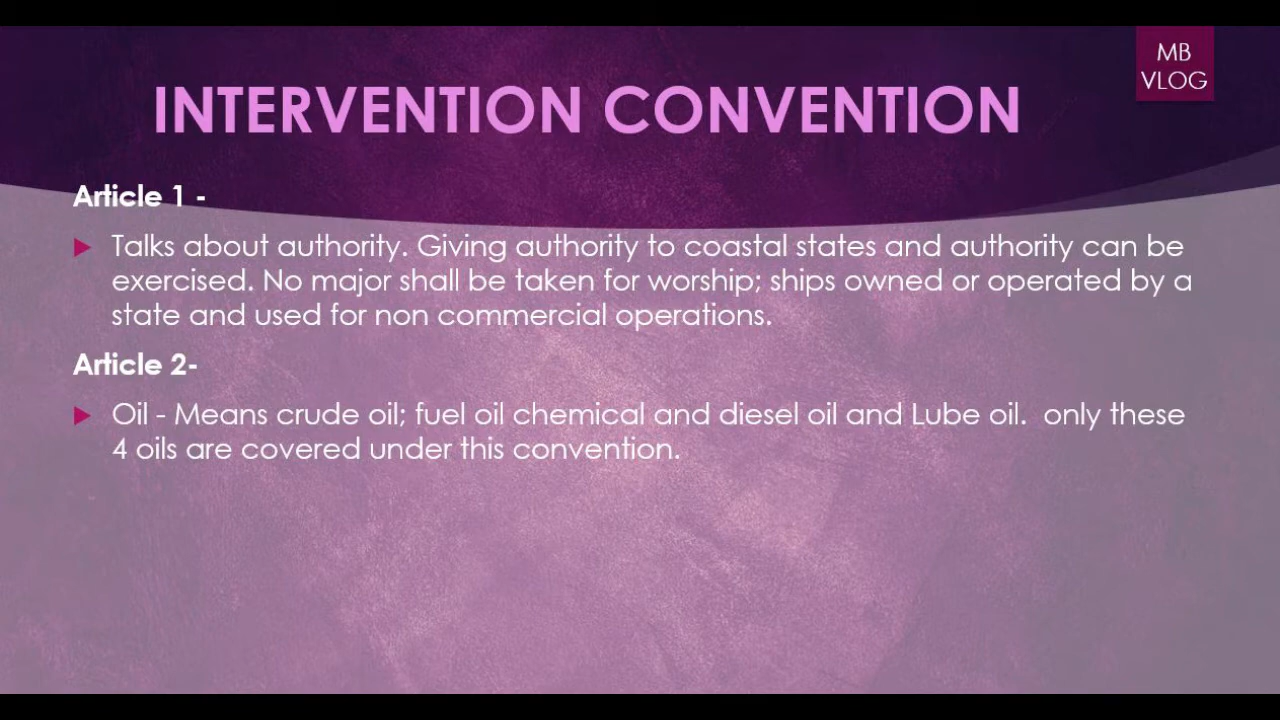 MB
VLOG
INTERVENTION CONVENTION
Article 1 -
Talks about authority. Giving authority to coastal states and authority can be
exercised. No major shall be taken for worship; ships owned or operated by a
state and used for non commercial operations.
Article 2-
Oil - Means crude oil; fuel oil chemical and diesel oil and Lube oil.  only these
4 oils are covered under this convention.